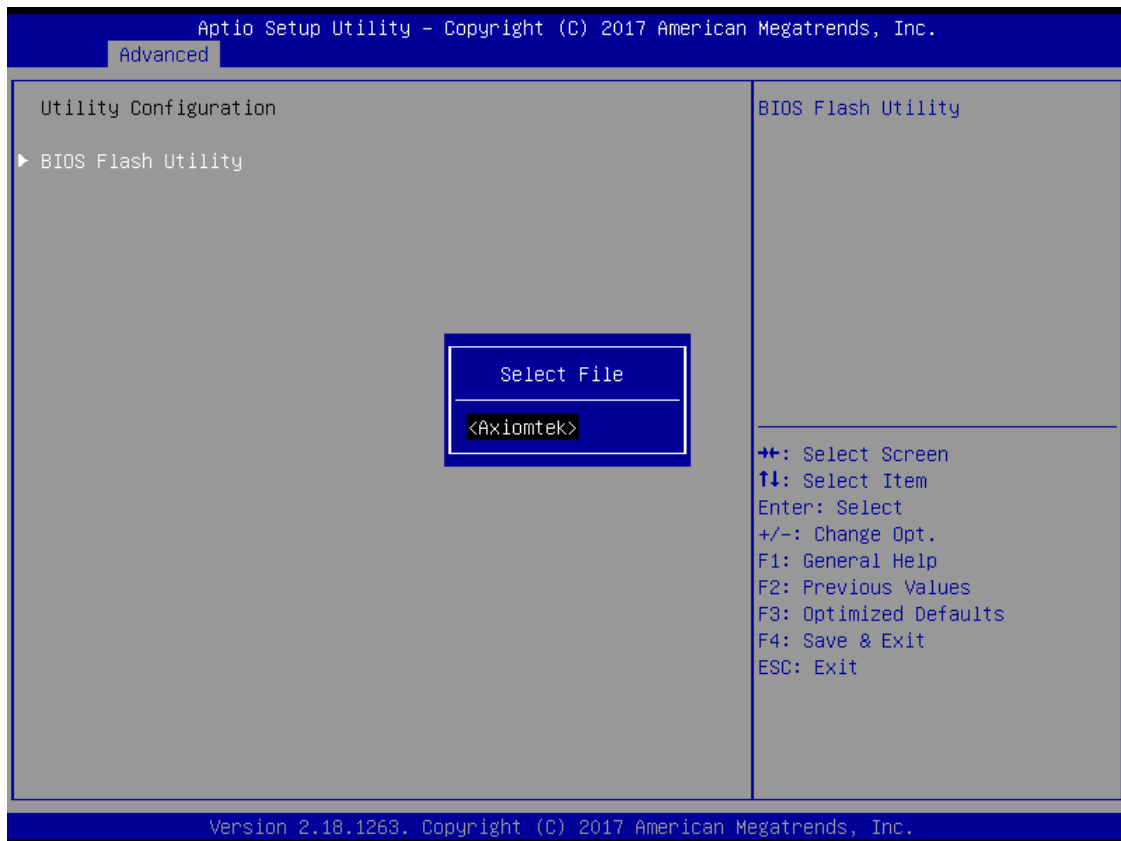 Aptio Setup Utility – Copyright (C) 2017 American Megatrends, Inc.
Advanced
Utility Configuration
▶ BIOS Flash Utility
BIOS Flash Utility
Select File
<Axiomtek>
→←: Select Screen
↑↓: Select Item
Enter: Select
+/-: Change Opt.
F1: General Help
F2: Previous Values
F3: Optimized Defaults
F4: Save & Exit
ESC: Exit
Version 2.18.1263. Copyright (C) 2017 American Megatrends, Inc.